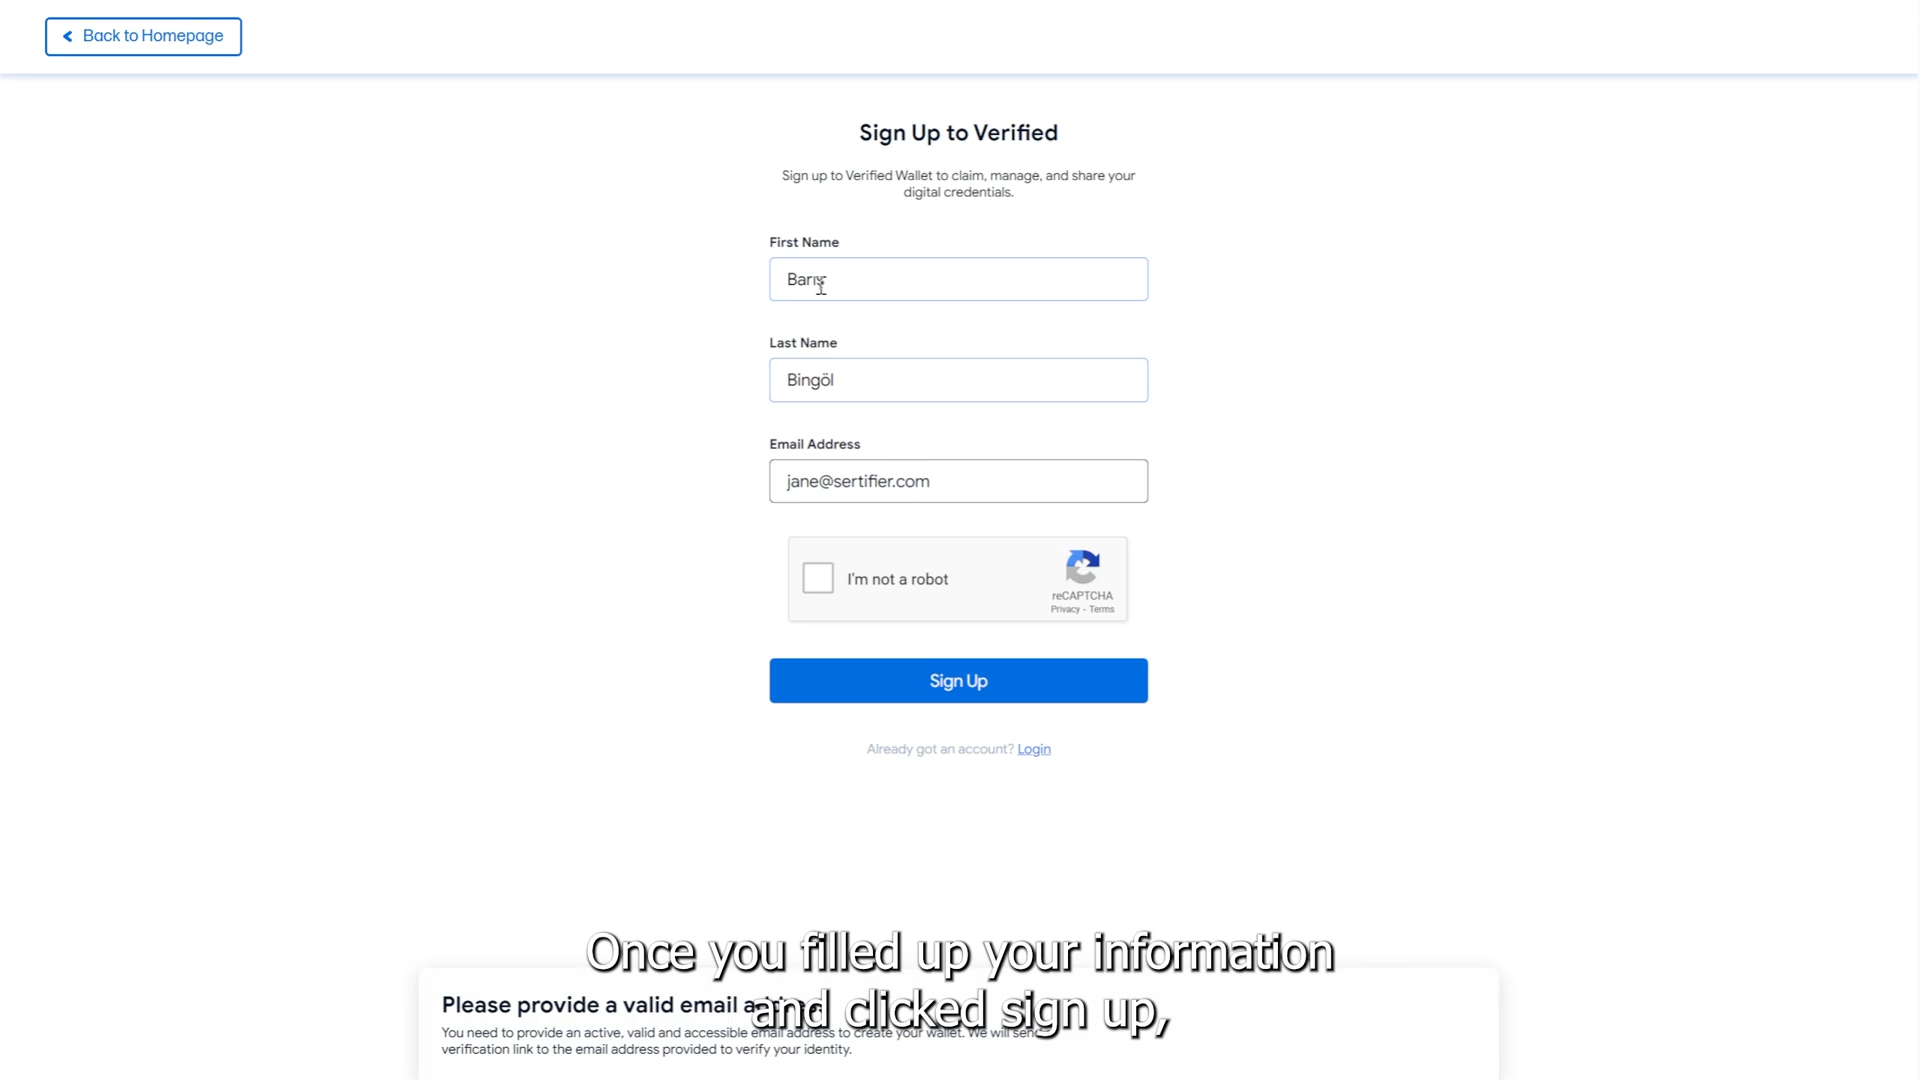 Back to Homepage
Sign Up to Verified
Sign up to Verified Wallet to claim, manage, and share your
digital credentials.
First Name
Last Name
Bingöl
Email Address
jane@sertifier.com
I'm not a robot
reCAPTCHA
Privacy - Terms
Sign Up
Already got an account? Login
Once you filled up your information
and clicked sign up,
Please provide a valid email
You need to provide an active, valid and accessible email address to create your wallet. We will send
verification link to the email address provided to verify your identity.